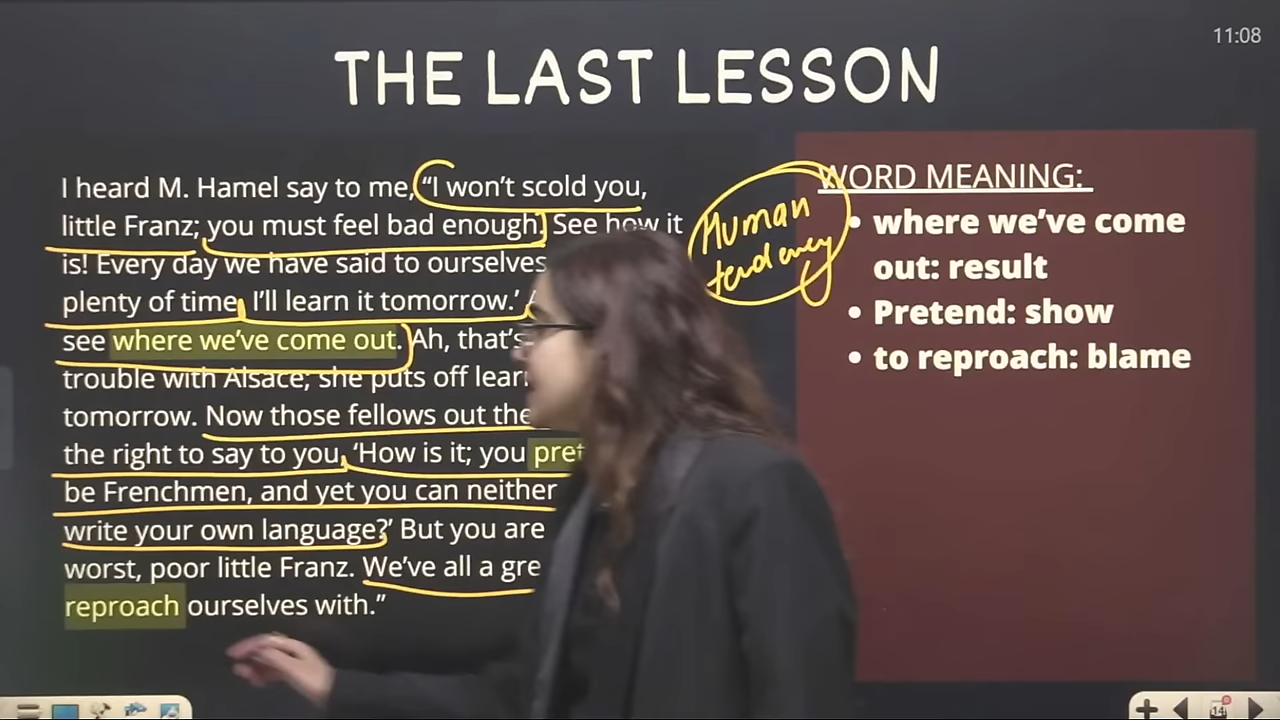 11:08
THE LAST LESSON
I heard M. Hamel say to me, “I won’t scold you,
little Franz; you must feel bad enough. See how it
is! Every day we have said to ourselves
plenty of time, I’ll learn it tomorrow.’
see where we’ve come out. Ah, that’s
trouble with Alsace; she puts off
tomorrow. Now those fellows out
the right to say to you, ‘How is it; you
be Frenchmen, and yet you can neither
write your own language?’ But you are
worst, poor little Franz. We’ve all a
reproach ourselves with.”
Human
tendency
WORD MEANING:
• where we’ve come
out: result
• Pretend: show
• to reproach: blame
14